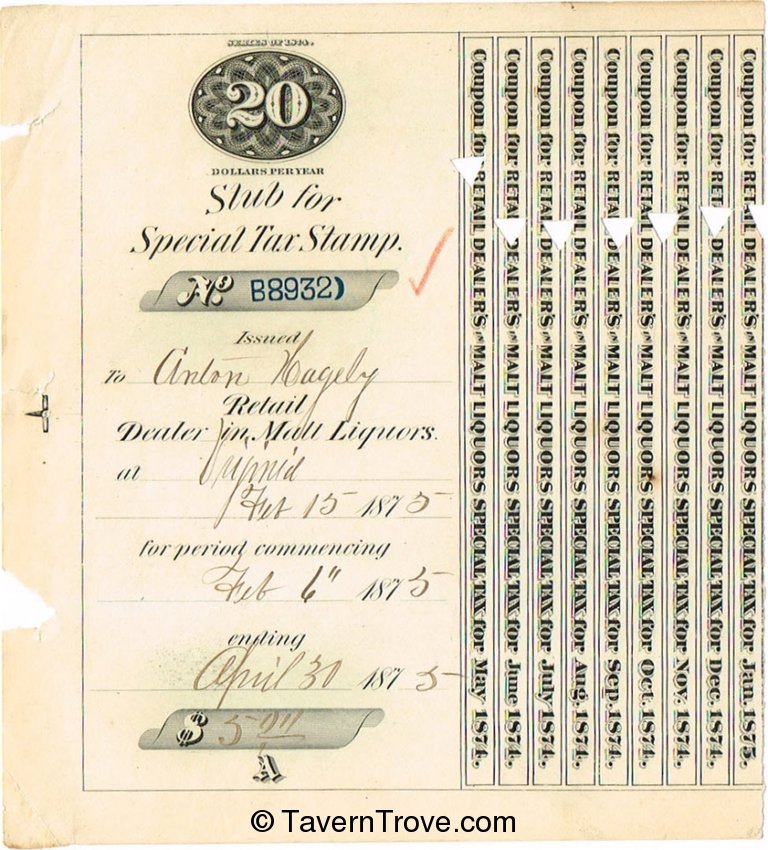 SERIES OF 1874.
20
DOLLARS PER YEAR
Stub for
Special Tax Stamp.
No. B8932)
Issued
To Anton Hagely
Retail
Dealer in Malt Liquors.
at Virginia
Feb 15 1875
for period commencing
Feb 6" 1875
ending
April 30 1875
$ 5 00
A
Coupon for RETAIL DEALER'S IN MALT LIQUORS SPECIAL TAX for May 1874.
Coupon for RETAIL DEALER'S IN MALT LIQUORS SPECIAL TAX for June 1874.
Coupon for RETAIL DEALER'S IN MALT LIQUORS SPECIAL TAX for July 1874.
Coupon for RETAIL DEALER'S IN MALT LIQUORS SPECIAL TAX for Aug. 1874.
Coupon for RETAIL DEALER'S IN MALT LIQUORS SPECIAL TAX for Sep. 1874.
Coupon for RETAIL DEALER'S IN MALT LIQUORS SPECIAL TAX for Oct. 1874.
Coupon for RETAIL DEALER'S IN MALT LIQUORS SPECIAL TAX for Nov. 1874.
Coupon for RETAIL DEALER'S IN MALT LIQUORS SPECIAL TAX for Dec. 1874.
Coupon for RETAIL DEALER'S IN MALT LIQUORS SPECIAL TAX for Jan. 1875.
© TavernTrove.com